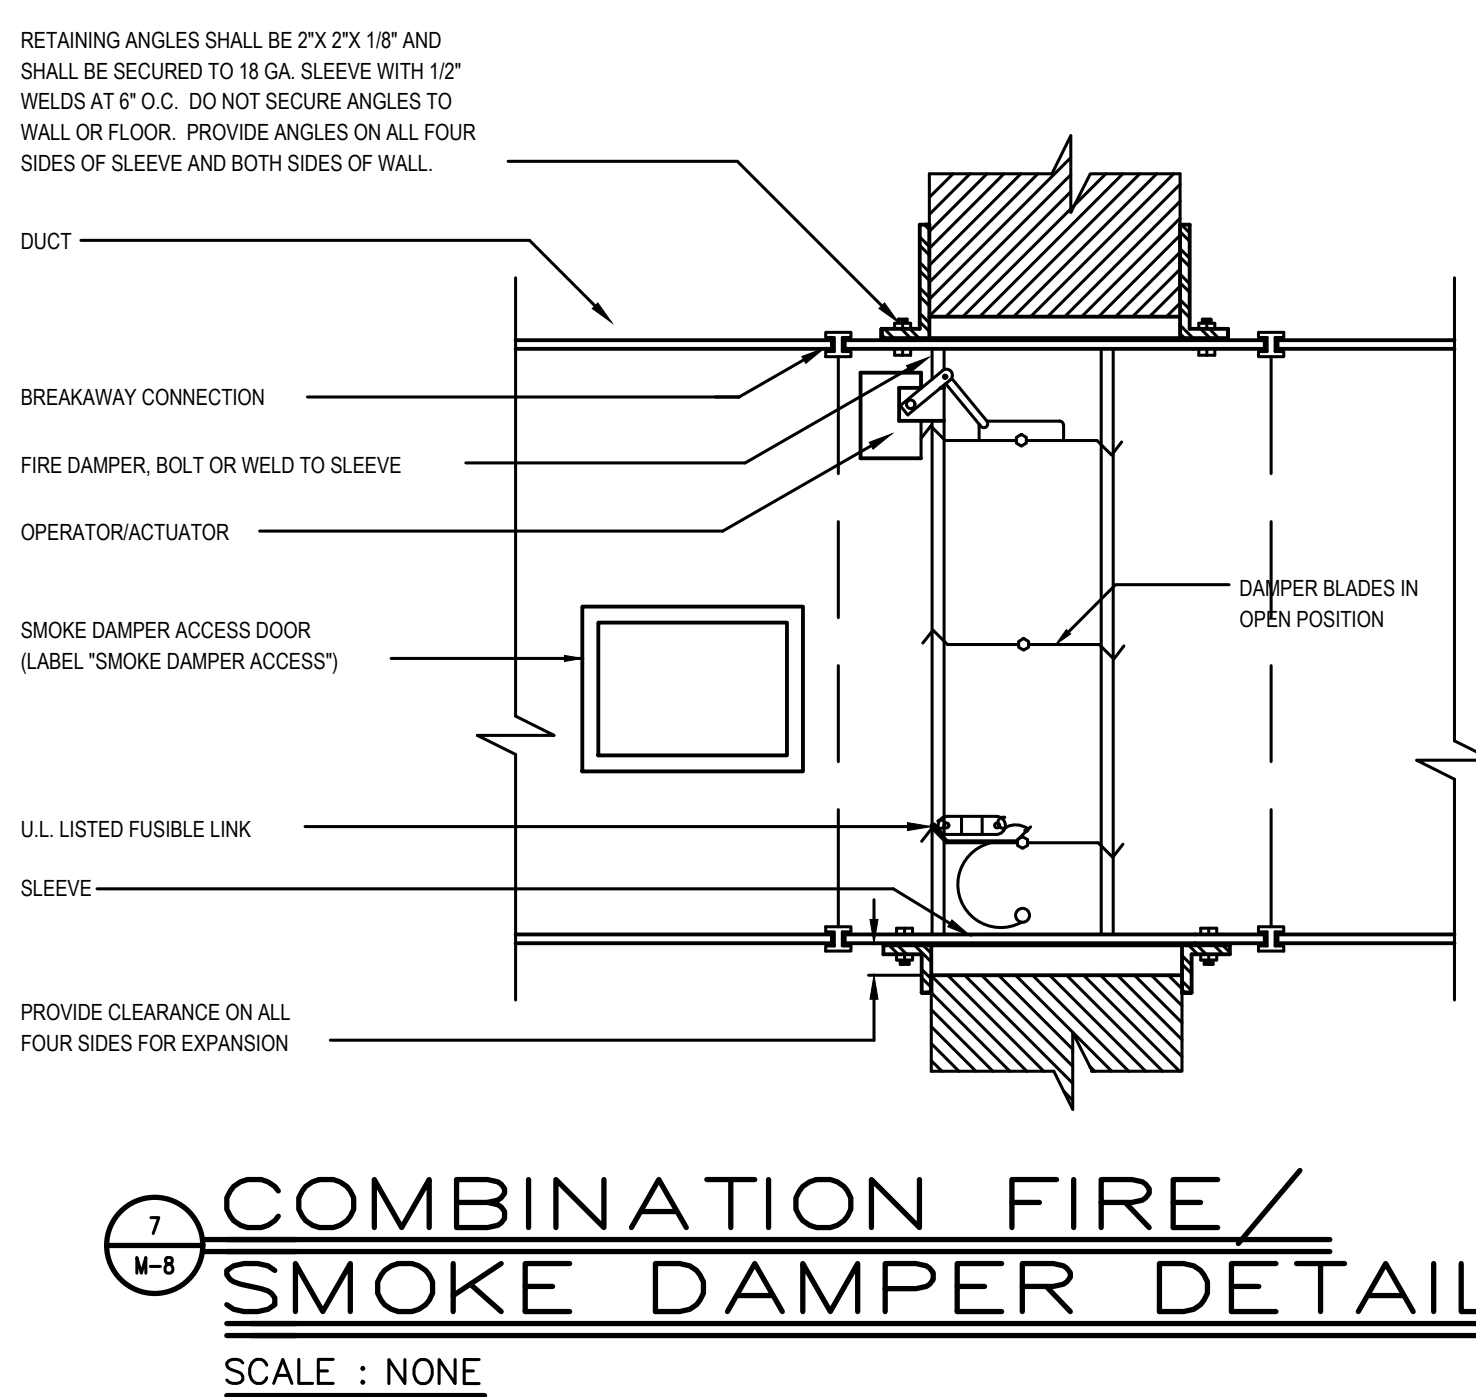 RETAINING ANGLES SHALL BE 2"X 2"X 1/8" AND
SHALL BE SECURED TO 18 GA. SLEEVE WITH 1/2"
WELDS AT 6" O.C.  DO NOT SECURE ANGLES TO
WALL OR FLOOR.  PROVIDE ANGLES ON ALL FOUR
SIDES OF SLEEVE AND BOTH SIDES OF WALL.
DUCT
BREAKAWAY CONNECTION
FIRE DAMPER, BOLT OR WELD TO SLEEVE
OPERATOR/ACTUATOR
DAMPER BLADES IN
OPEN POSITION
SMOKE DAMPER ACCESS DOOR
(LABEL "SMOKE DAMPER ACCESS")
U.L. LISTED FUSIBLE LINK
SLEEVE
PROVIDE CLEARANCE ON ALL
FOUR SIDES FOR EXPANSION
7
M-8
COMBINATION FIRE/
SMOKE DAMPER DETAIL
SCALE : NONE